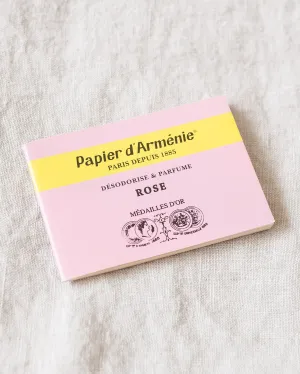 Papier d'Arménie®
PARIS DEPUIS 1885
DÉSODORISE & PARFUME
ROSE
MÉDAILLES D'OR